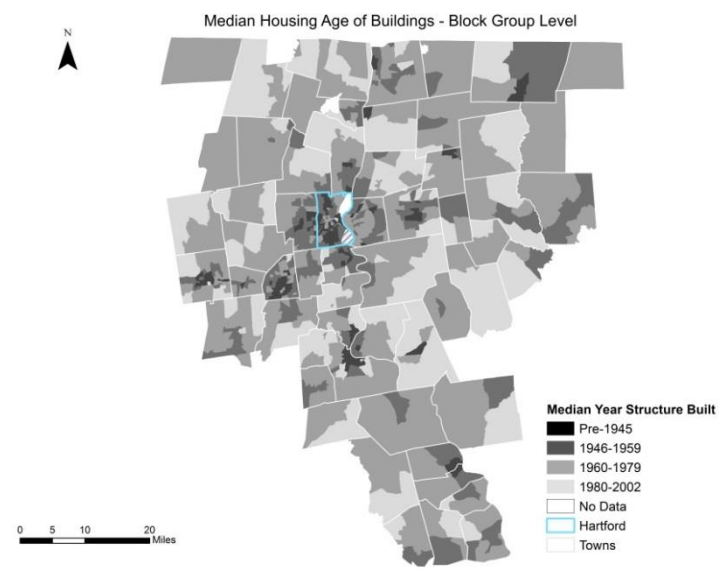 Median Housing Age of Buildings - Block Group Level
N
Median Year Structure Built
Pre-1945
1946-1959
1960-1979
1980-2002
No Data
Hartford
Towns
0 5 10 20
Miles